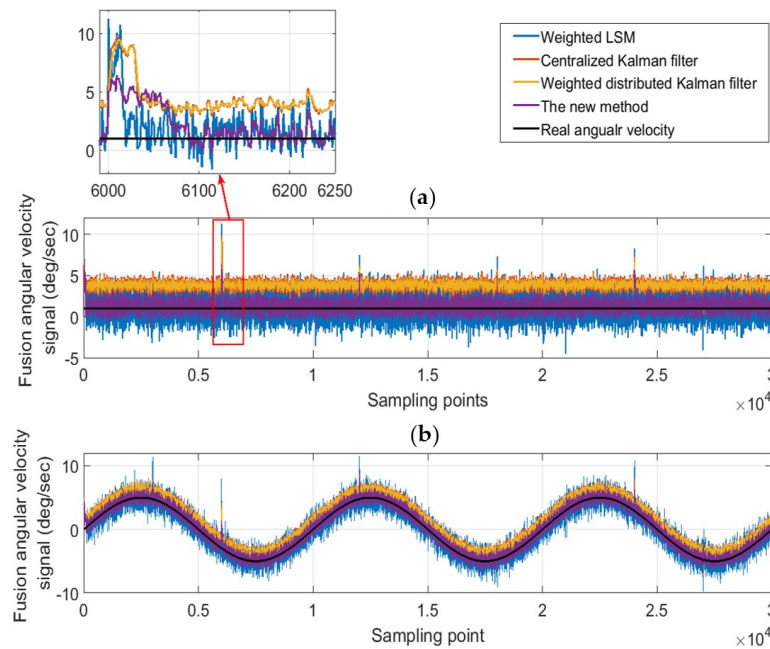 10
5
0
6000
6100
6200
6250
Weighted LSM
Centralized Kalman filter
Weighted distributed Kalman filter
The new method
Real angualr velocity
(a)
Fusion angular velocity
signal (deg/sec)
10
5
0
-5
0
0.5
1
1.5
2
2.5
3
Sampling points
×10⁴
(b)
Fusion angular velocity
signal (deg/sec)
10
0
-10
0
0.5
1
1.5
2
2.5
3
Sampling point
×10⁴